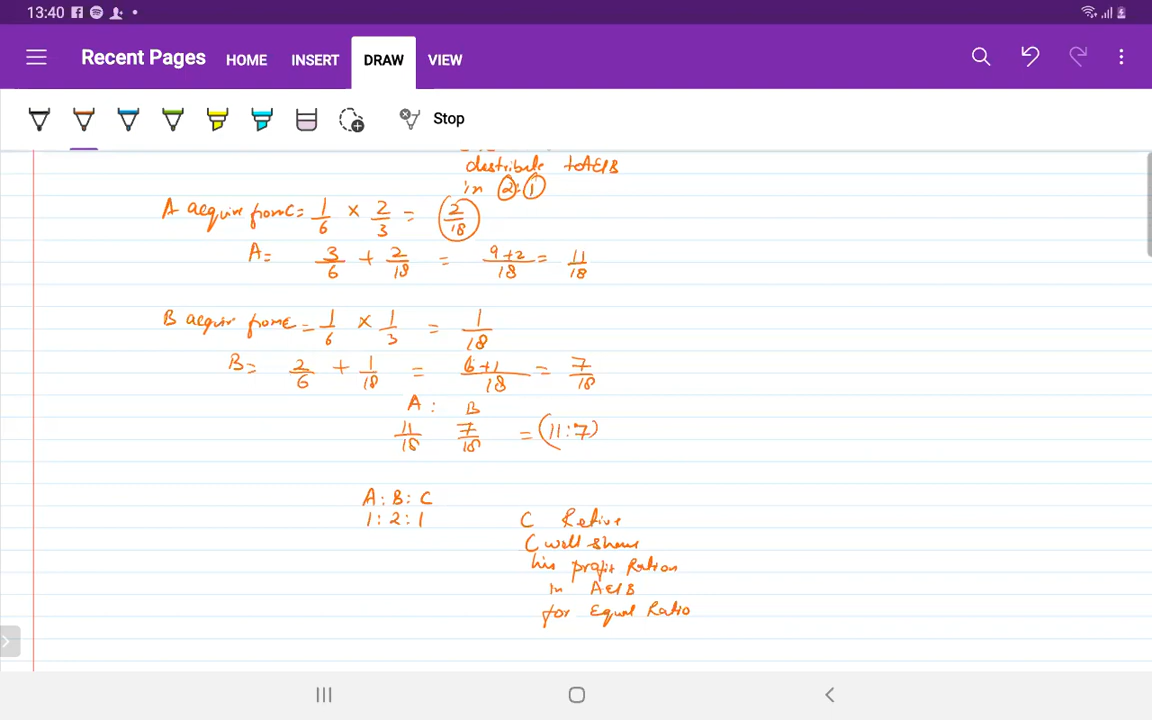 13:40
Recent Pages HOME INSERT DRAW VIEW
Stop
distribute to A & B
in 2:1
A acquire from C = 1/6 × 2/3 = 2/18
A = 3/6 + 2/18 = 9+2/18 = 11/18
B acquir from C = 1/6 × 1/3 = 1/18
B = 2/6 + 1/18 = 6+1/18 = 7/18
A : B
11/18 7/18 = (11:7)
A : B : C
1 : 2 : 1
C Retire
C will share
his profit Ration
in A & B
for Equal Ratio